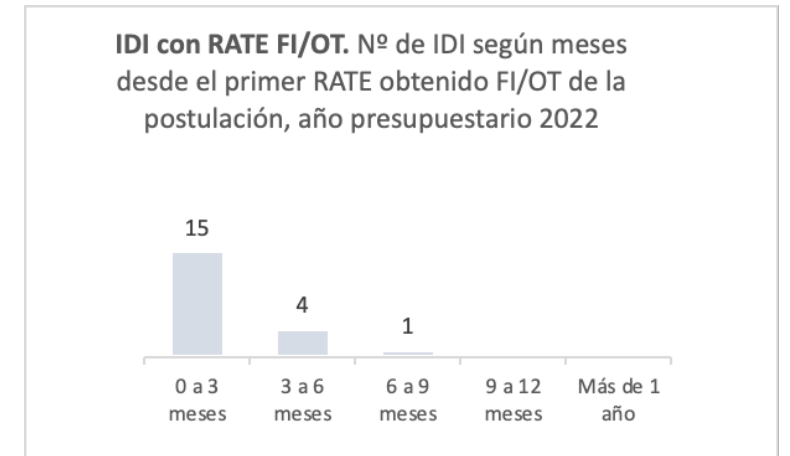 IDI con RATE FI/OT. Nº de IDI según meses
desde el primer RATE obtenido FI/OT de la
postulación, año presupuestario 2022
15
4
1
0 a 3 3 a 6 6 a 9 9 a 12 Más de 1
meses meses meses meses año